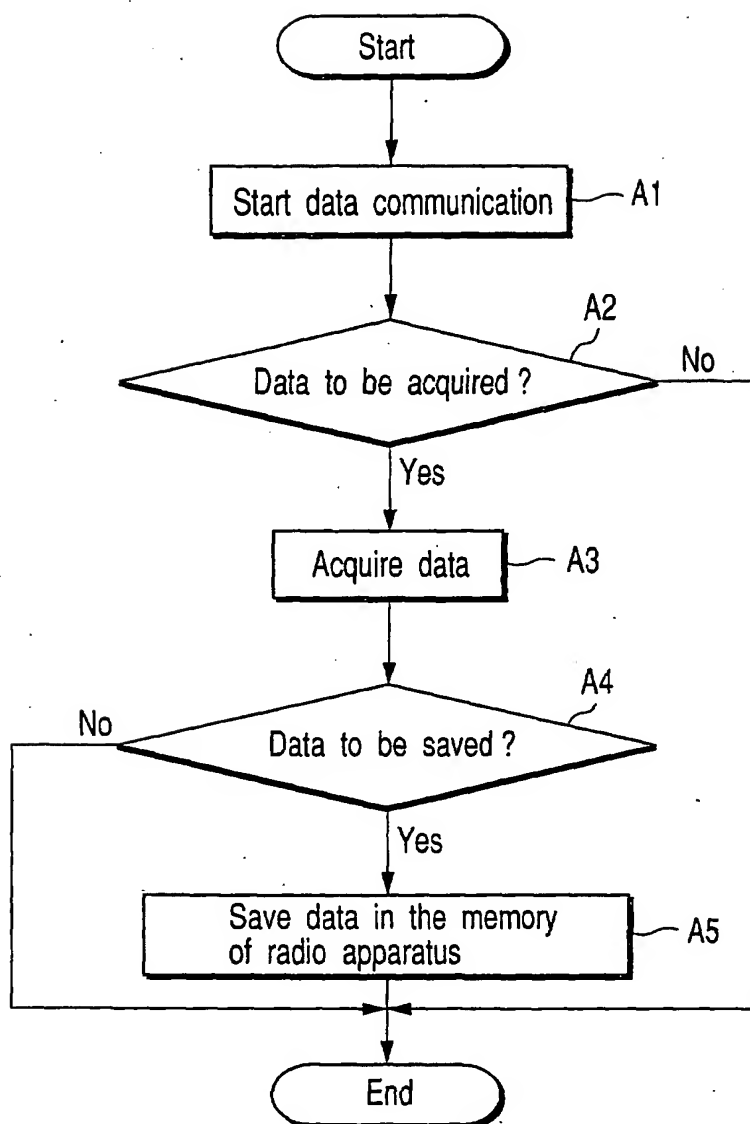 Start
Start data communication
A1
A2
Data to be acquired ?
No
Yes
Acquire data
A3
A4
No
Data to be saved ?
Yes
Save data in the memory
of radio apparatus
A5
End